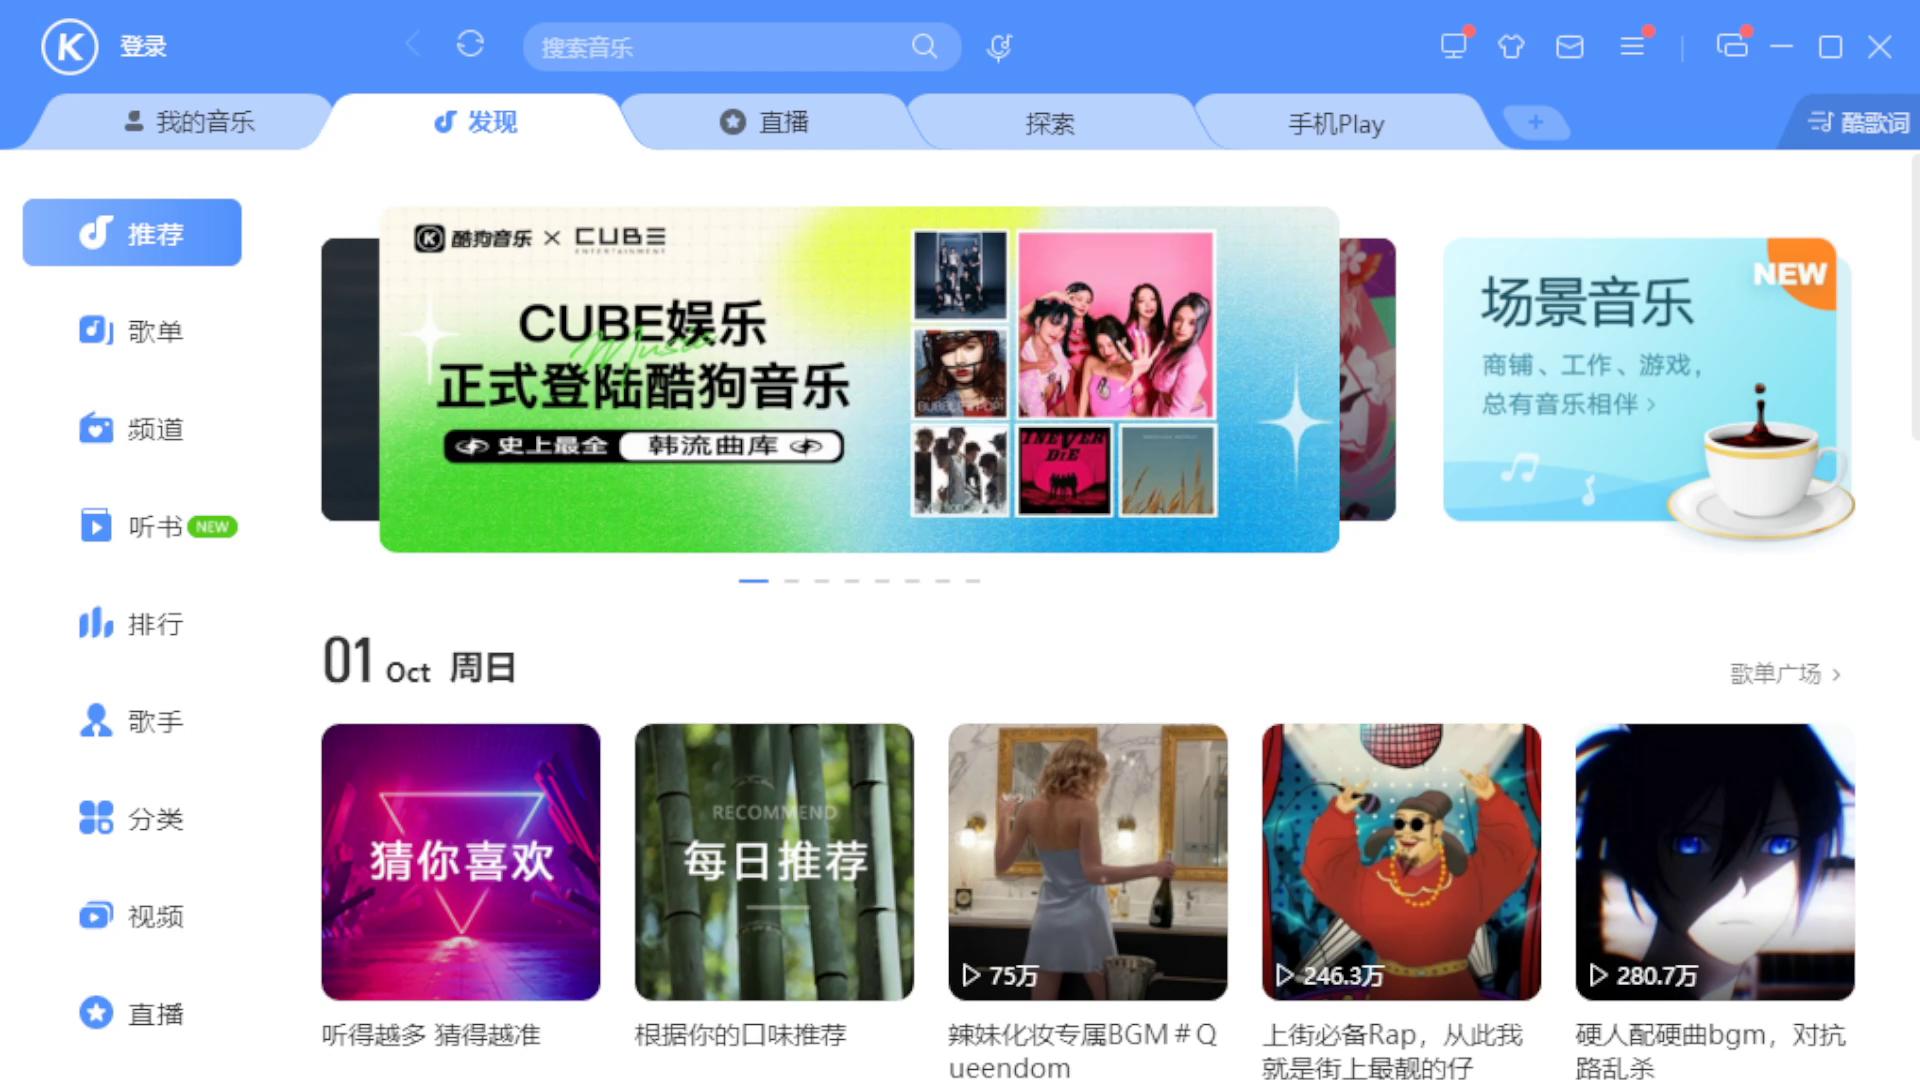 K 登录
搜索音乐
我的音乐
发现
直播
探索
手机Play
酷歌词
推荐
歌单
频道
听书 NEW
排行
歌手
分类
视频
直播
酷狗音乐 × CUBE
ENTERTAINMENT
CUBE娱乐
Music
正式登陆酷狗音乐
史上最全 韩流曲库
BUBBLE POP!
I NEVER DIE
NEW
场景音乐
商铺、工作、游戏，
总有音乐相伴 >
01 Oct 周日
歌单广场 >
猜你喜欢
听得越多 猜得越准
RECOMMEND
每日推荐
根据你的口味推荐
75万
辣妹化妆专属BGM＃Q
ueendom
246.3万
上街必备Rap，从此我
就是街上最靓的仔
280.7万
硬人配硬曲bgm，对抗
路乱杀